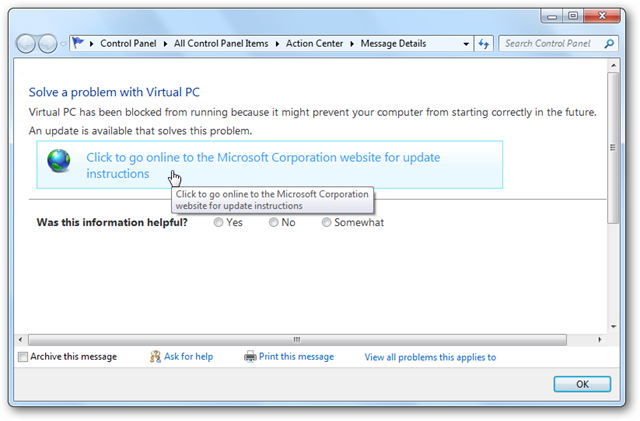 Control Panel ▸ All Control Panel Items ▸ Action Center ▸ Message Details
Search Control Panel
Solve a problem with Virtual PC
Virtual PC has been blocked from running because it might prevent your computer from starting correctly in the future.
An update is available that solves this problem.
Click to go online to the Microsoft Corporation website for update
instructions
Click to go online to the Microsoft Corporation
website for update instructions
Was this information helpful? Yes No Somewhat
Archive this message Ask for help Print this message View all problems this applies to
OK